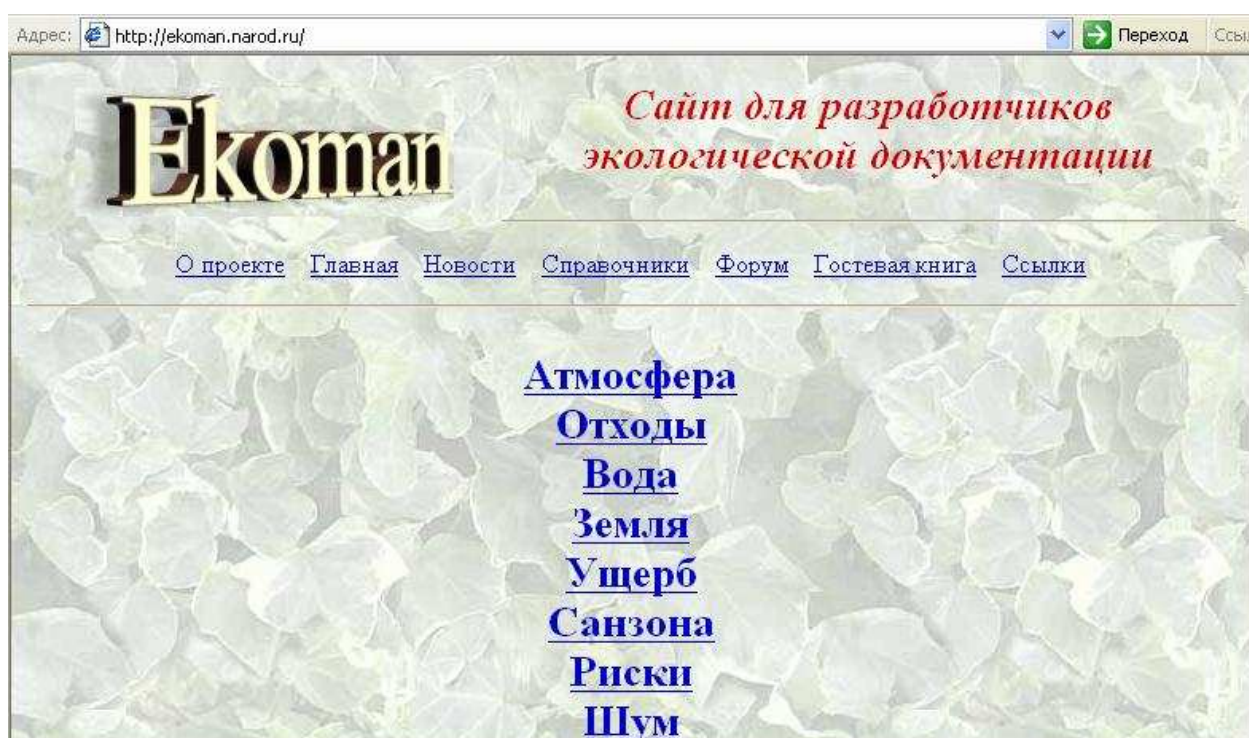 Адрес: http://ekoman.narod.ru/ Переход
Ekoman
Сайт для разработчиков
экологической документации
О проекте Главная Новости Справочники Форум Гостевая книга Ссылки
Атмосфера
Отходы
Вода
Земля
Ущерб
Санзона
Риски
Шум